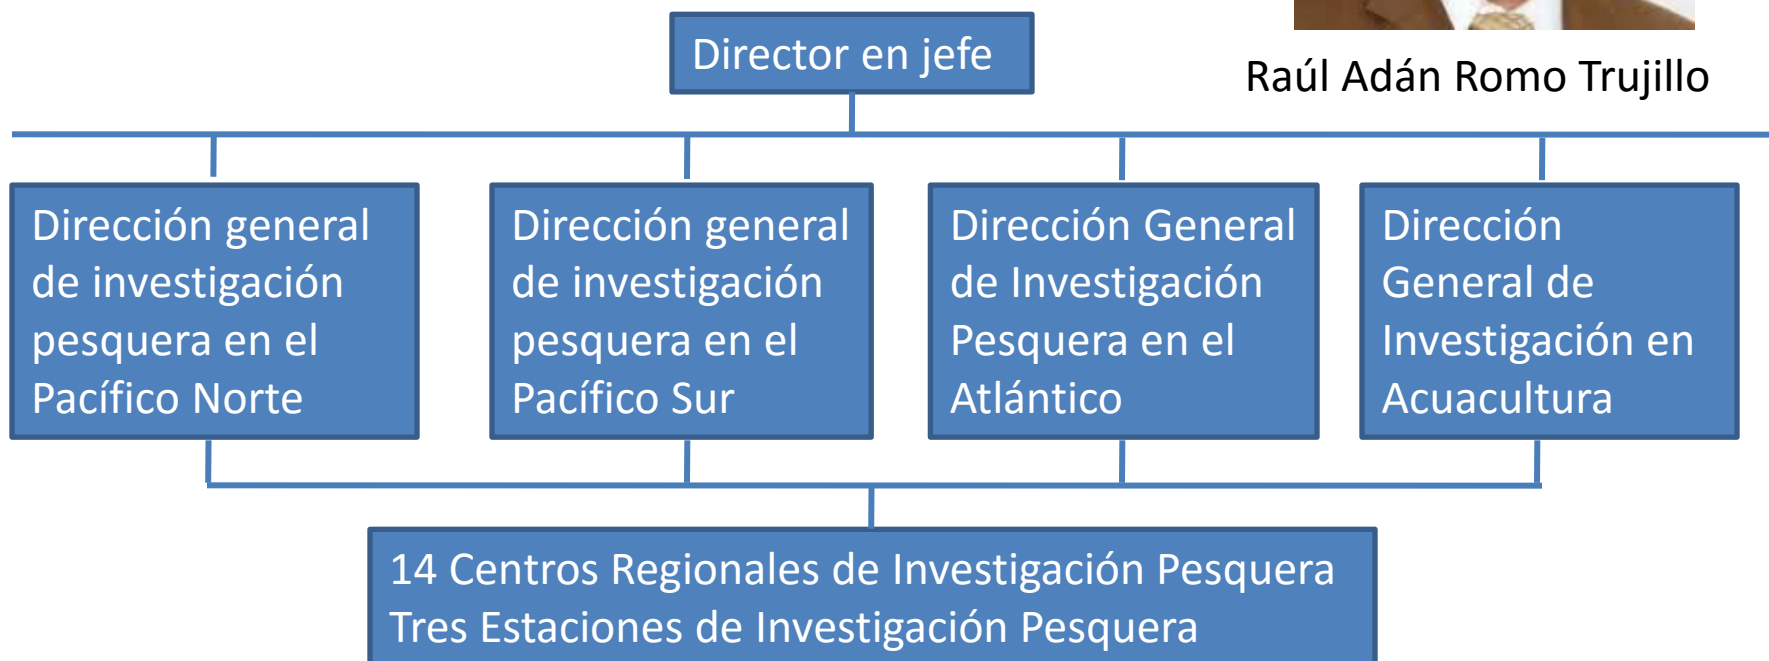 Director en jefe
Raúl Adán Romo Trujillo
Dirección general
de investigación
pesquera en el
Pacífico Norte
Dirección general
de investigación
pesquera en el
Pacífico Sur
Dirección General
de Investigación
Pesquera en el
Atlántico
Dirección
General de
Investigación en
Acuacultura
14 Centros Regionales de Investigación Pesquera
Tres Estaciones de Investigación Pesquera